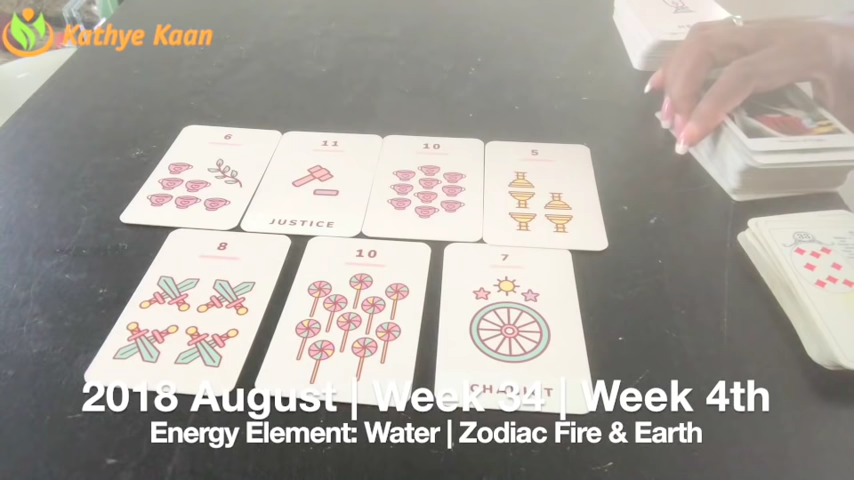 Kathye Kaan
6
11
JUSTICE
10
5
8
10
7
CHARIOT
2018 August | Week 34 | Week 4th
Energy Element: Water | Zodiac Fire & Earth